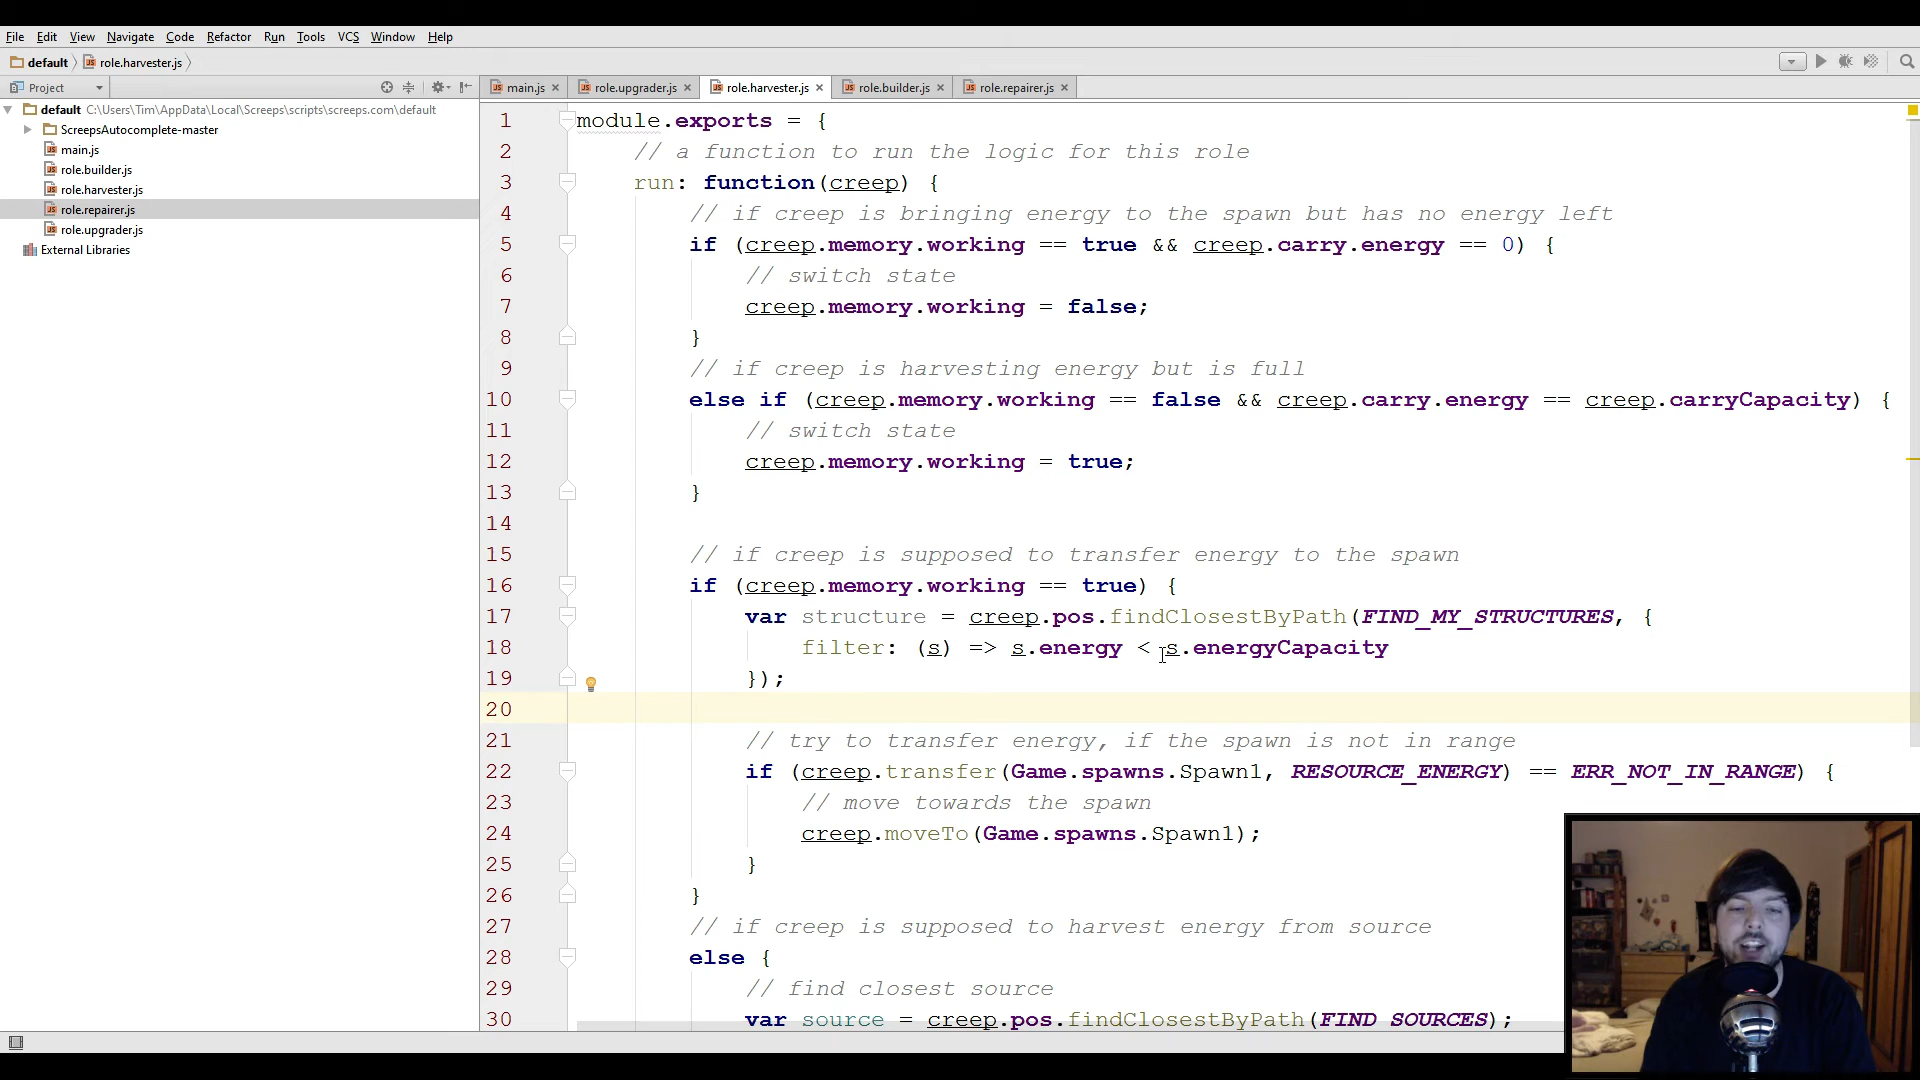 File Edit View Navigate Code Refactor Run Tools VCS Window Help
default role.harvester.js
Project
main.js role.upgrader.js role.harvester.js role.builder.js role.repairer.js
default C:\Users\Tim\AppData\Local\Screeps\scripts\screeps.com\default
ScreepsAutocomplete-master
main.js
role.builder.js
role.harvester.js
role.repairer.js
role.upgrader.js
External Libraries
1 module.exports = {
2 // a function to run the logic for this role
3 run: function(creep) {
4 // if creep is bringing energy to the spawn but has no energy left
5 if (creep.memory.working == true && creep.carry.energy == 0) {
6 // switch state
7 creep.memory.working = false;
8 }
9 // if creep is harvesting energy but is full
10 else if (creep.memory.working == false && creep.carry.energy == creep.carryCapacity) {
11 // switch state
12 creep.memory.working = true;
13 }
14
15 // if creep is supposed to transfer energy to the spawn
16 if (creep.memory.working == true) {
17 var structure = creep.pos.findClosestByPath(FIND_MY_STRUCTURES, {
18 filter: (s) => s.energy < s.energyCapacity
19 });
20
21 // try to transfer energy, if the spawn is not in range
22 if (creep.transfer(Game.spawns.Spawn1, RESOURCE_ENERGY) == ERR_NOT_IN_RANGE) {
23 // move towards the spawn
24 creep.moveTo(Game.spawns.Spawn1);
25 }
26 }
27 // if creep is supposed to harvest energy from source
28 else {
29 // find closest source
30 var source = creep.pos.findClosestByPath(FIND_SOURCES);